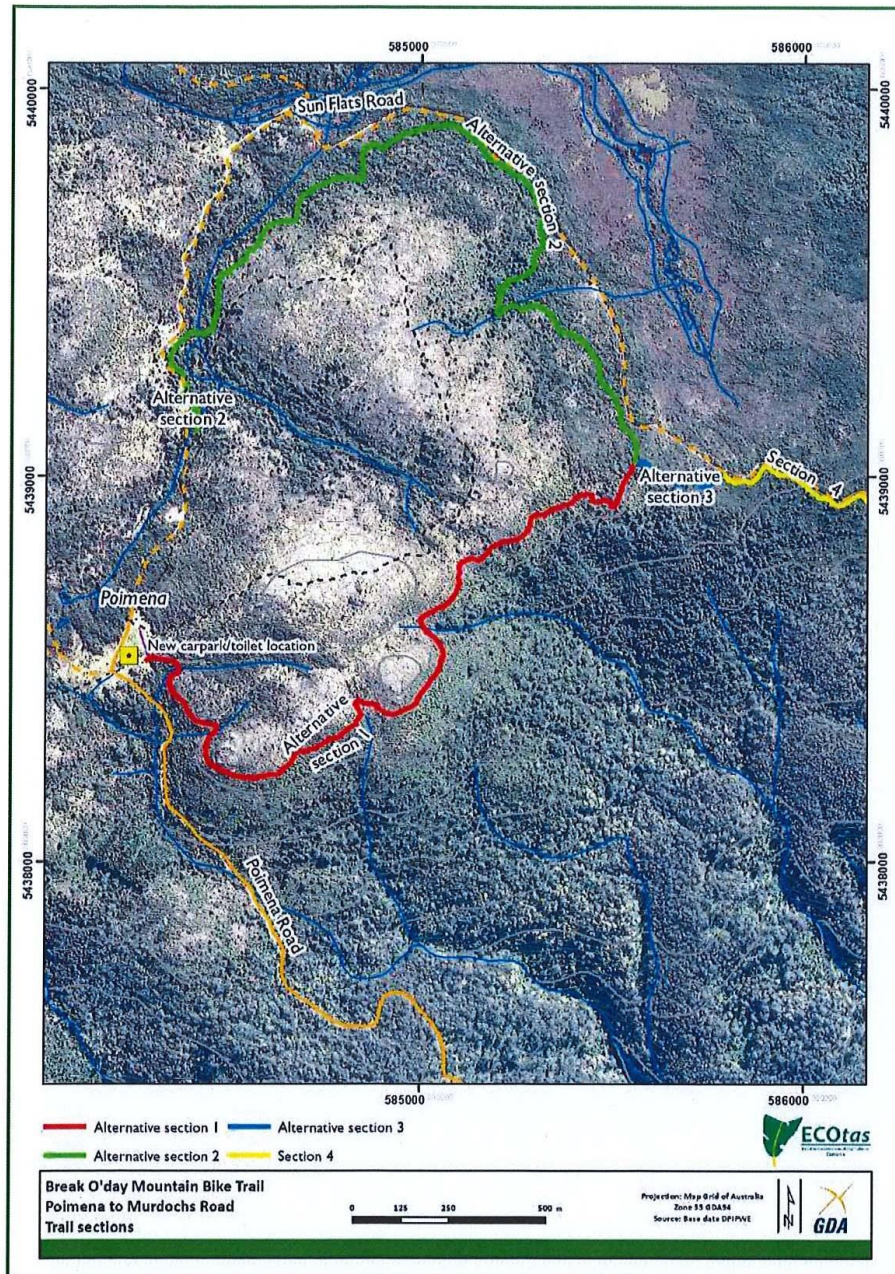 585000
586000
5440000
5440000
Sun Flats Road
Alternative section 2
Alternative
section 2
5439000
5439000
Section 4
Alternative
section 3
Poimena
New carpark/toilet location
Alternative
section 1
5438000
5438000
Poimena Road
585000
586000
Alternative section 1
Alternative section 3
Alternative section 2
Section 4
ECOtas
Break O'day Mountain Bike Trail
Poimena to Murdochs Road
Trail sections
0 125 250 500 m
Projection: Map Grid of Australia
Zone 55 GDA94
Source: Base data DPIPWE
N
GDA